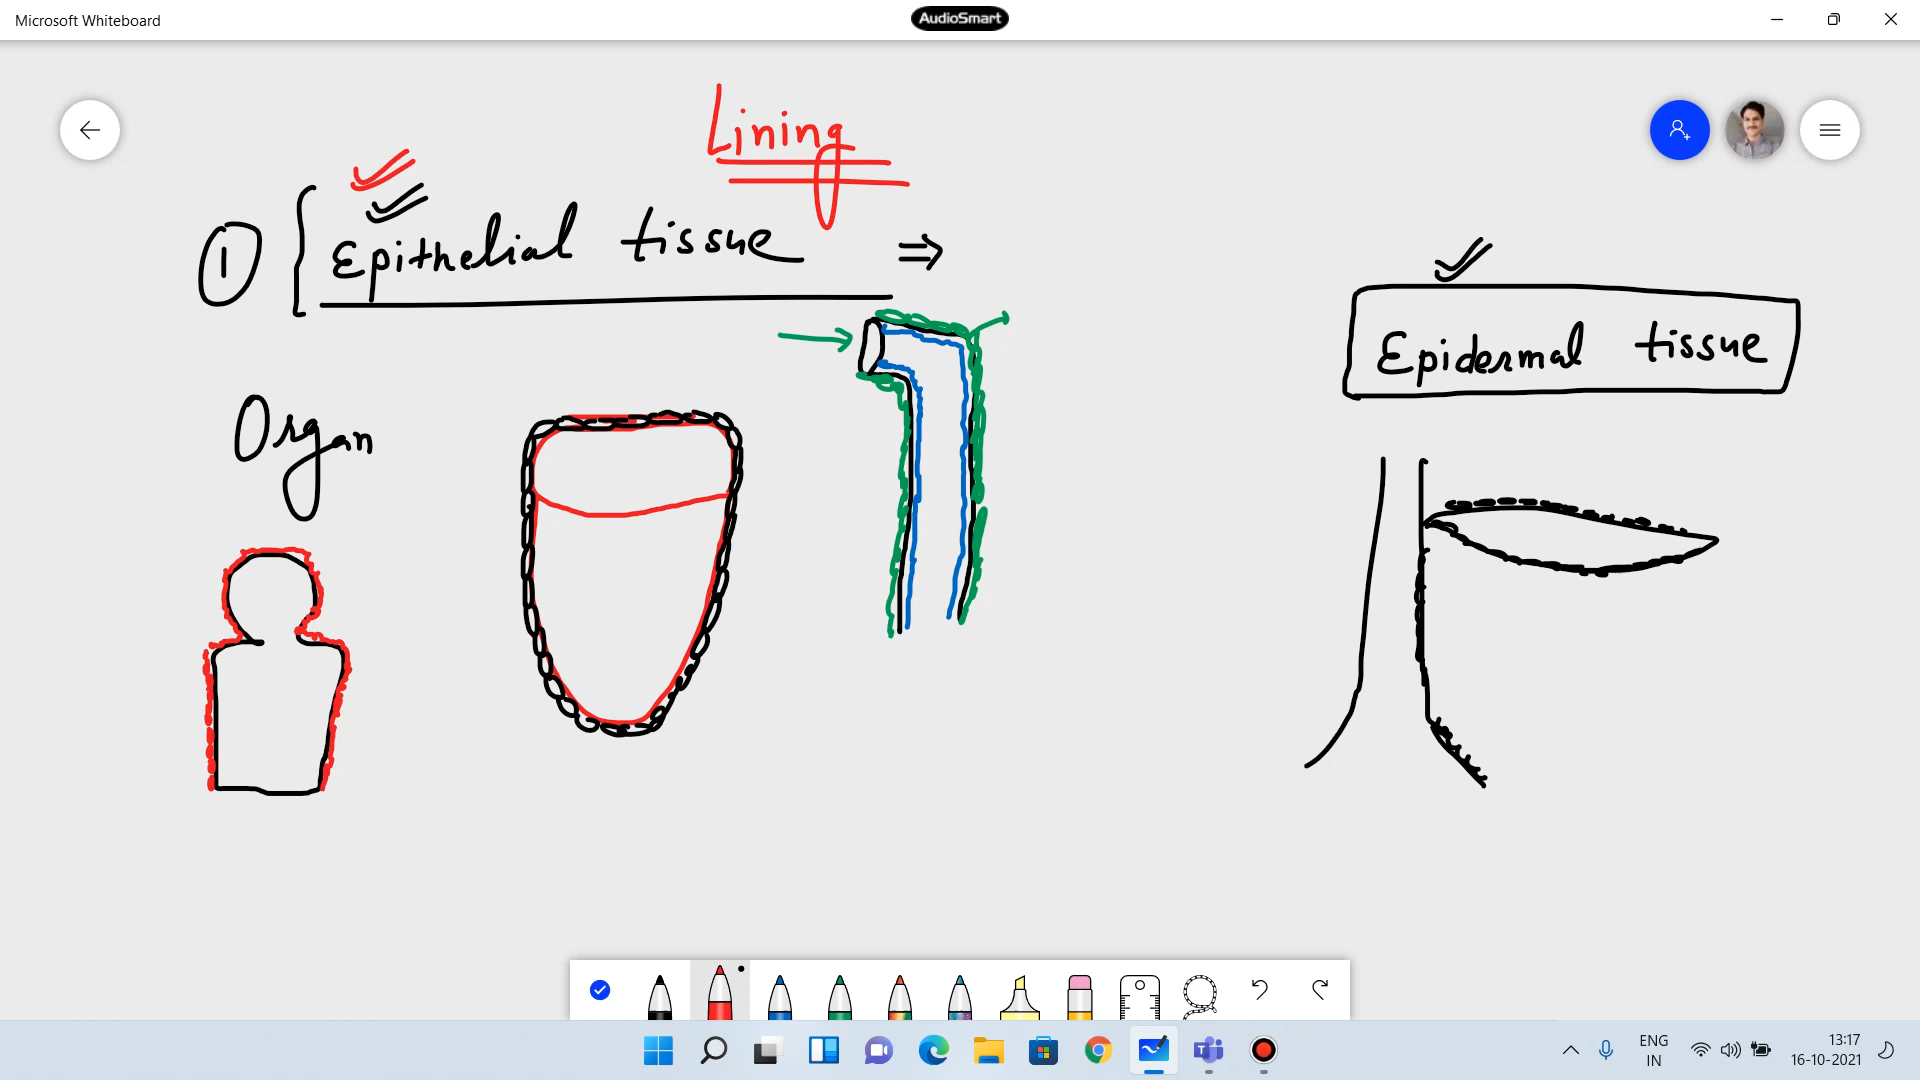 Microsoft Whiteboard
AudioSmart
Lining
① Epithelial tissue ⇒
Epidermal tissue
Organ
ENG
IN
13:17
16-10-2021